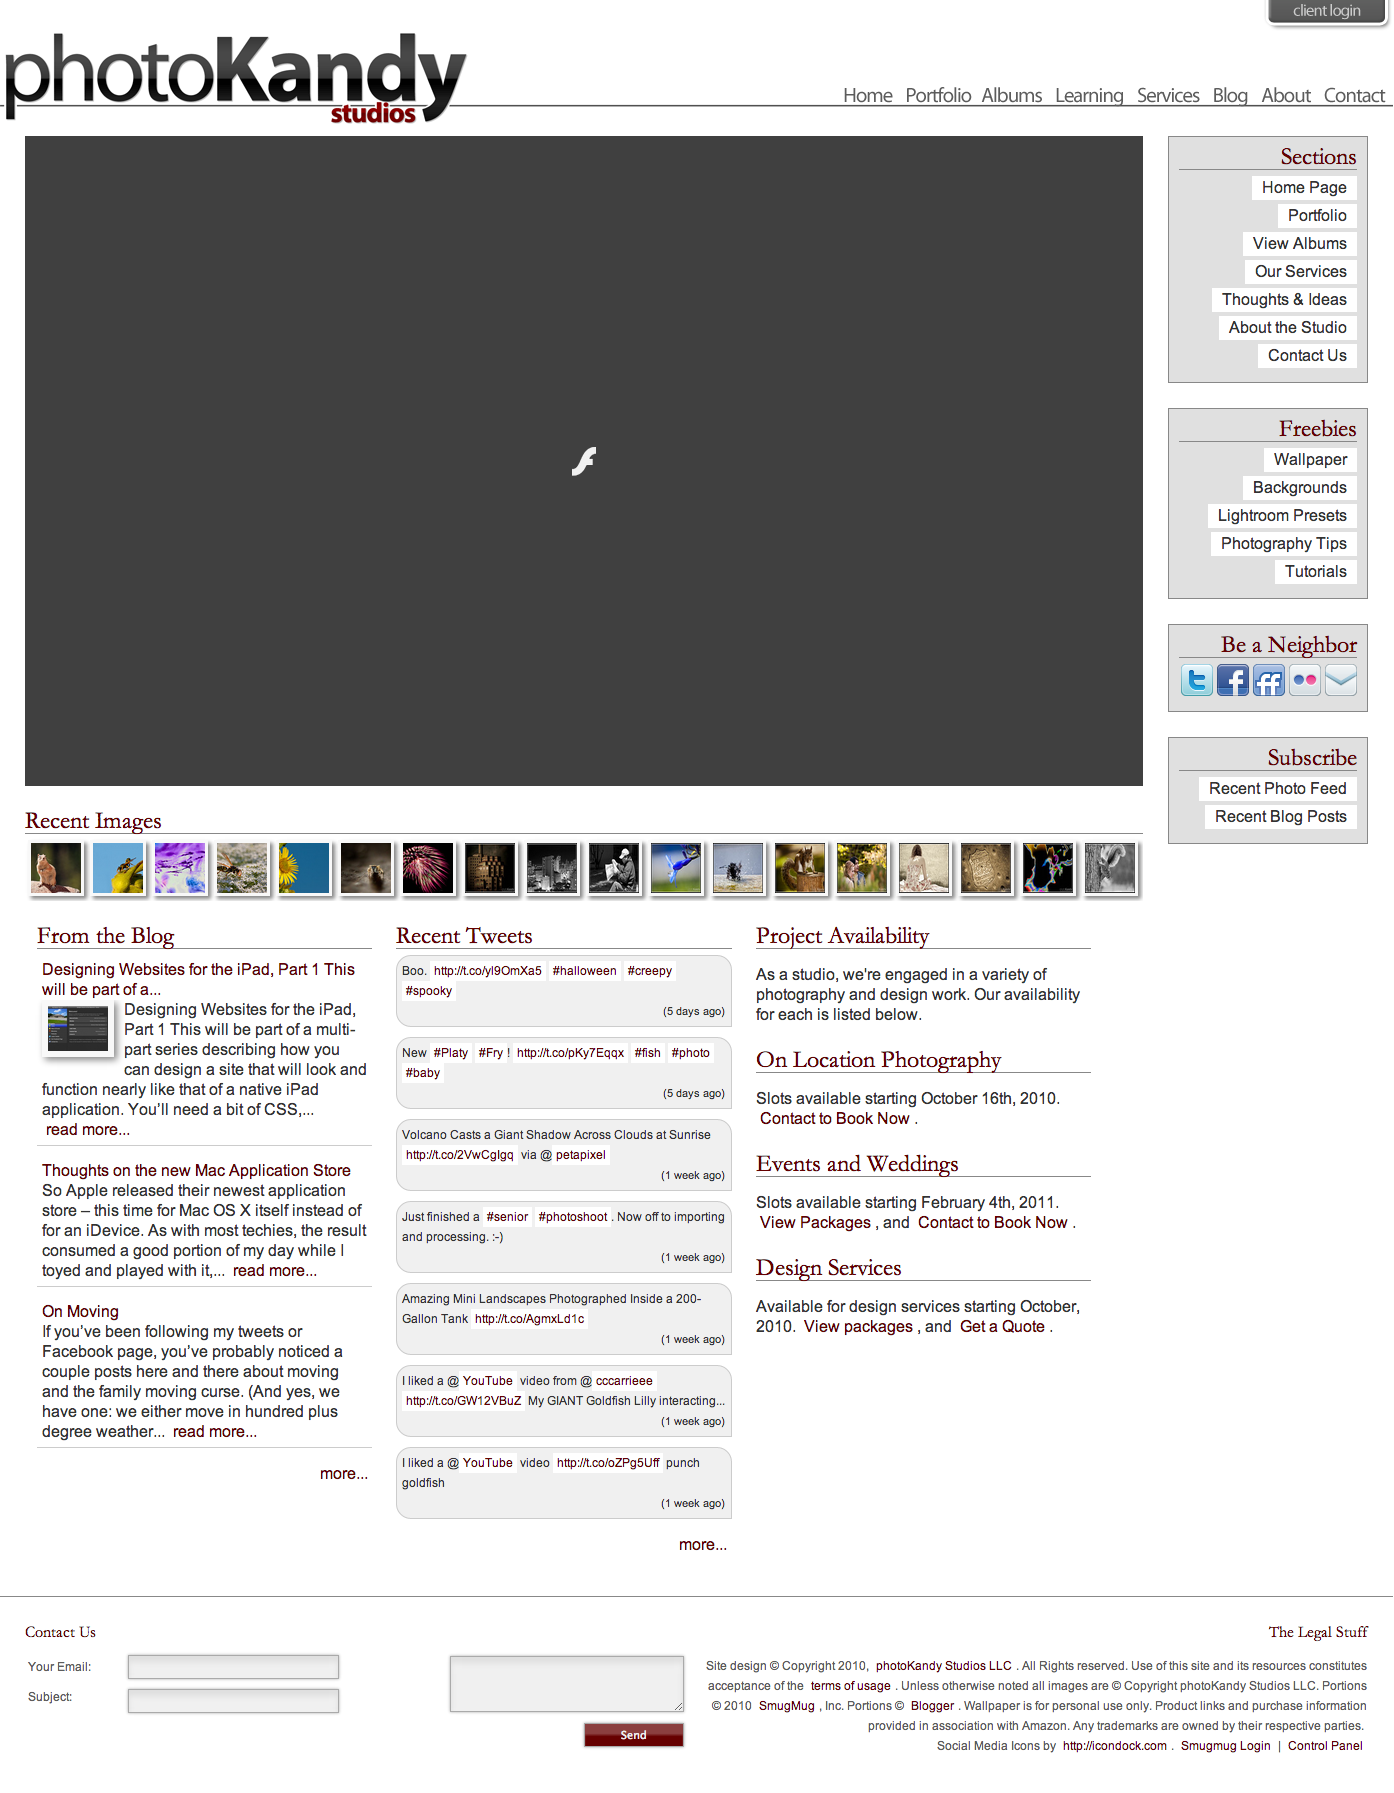 client login
photoKandy
studios
Home Portfolio Albums Learning Services Blog About Contact
Sections
Home Page
Portfolio
View Albums
Our Services
Thoughts & Ideas
About the Studio
Contact Us
Freebies
Wallpaper
Backgrounds
Lightroom Presets
Photography Tips
Tutorials
Be a Neighbor
Subscribe
Recent Photo Feed
Recent Blog Posts
Recent Images
From the Blog
Designing Websites for the iPad, Part 1 This
will be part of a...
Designing Websites for the iPad,
Part 1 This will be part of a multi-
part series describing how you
can design a site that will look and
function nearly like that of a native iPad
application. You’ll need a bit of CSS,...
read more...
Thoughts on the new Mac Application Store
So Apple released their newest application
store – this time for Mac OS X itself instead of
for an iDevice. As with most techies, the result
consumed a good portion of my day while I
toyed and played with it,... read more...
On Moving
If you’ve been following my tweets or
Facebook page, you’ve probably noticed a
couple posts here and there about moving
and the family moving curse. (And yes, we
have one: we either move in hundred plus
degree weather... read more...
more...
Recent Tweets
Boo. http://t.co/yl9OmXa5 #halloween #creepy
#spooky
(5 days ago)
New #Platy #Fry ! http://t.co/pKy7Eqqx #fish #photo
#baby
(5 days ago)
Volcano Casts a Giant Shadow Across Clouds at Sunrise
http://t.co/2VwCgIgq via @ petapixel
(1 week ago)
Just finished a #senior #photoshoot . Now off to importing
and processing. :-)
(1 week ago)
Amazing Mini Landscapes Photographed Inside a 200-
Gallon Tank http://t.co/AgmxLd1c
(1 week ago)
I liked a @ YouTube video from @ cccarrieee
http://t.co/GW12VBuZ My GIANT Goldfish Lilly interacting...
(1 week ago)
I liked a @ YouTube video http://t.co/oZPg5Uff punch
goldfish
(1 week ago)
more...
Project Availability
As a studio, we're engaged in a variety of
photography and design work. Our availability
for each is listed below.
On Location Photography
Slots available starting October 16th, 2010.
Contact to Book Now .
Events and Weddings
Slots available starting February 4th, 2011.
View Packages , and Contact to Book Now .
Design Services
Available for design services starting October,
2010. View packages , and Get a Quote .
Contact Us
Your Email:
Subject:
Send
The Legal Stuff
Site design © Copyright 2010, photoKandy Studios LLC . All Rights reserved. Use of this site and its resources constitutes
acceptance of the terms of usage . Unless otherwise noted all images are © Copyright photoKandy Studios LLC. Portions
© 2010 SmugMug , Inc. Portions © Blogger . Wallpaper is for personal use only. Product links and purchase information
provided in association with Amazon. Any trademarks are owned by their respective parties.
Social Media Icons by http://icondock.com . Smugmug Login | Control Panel